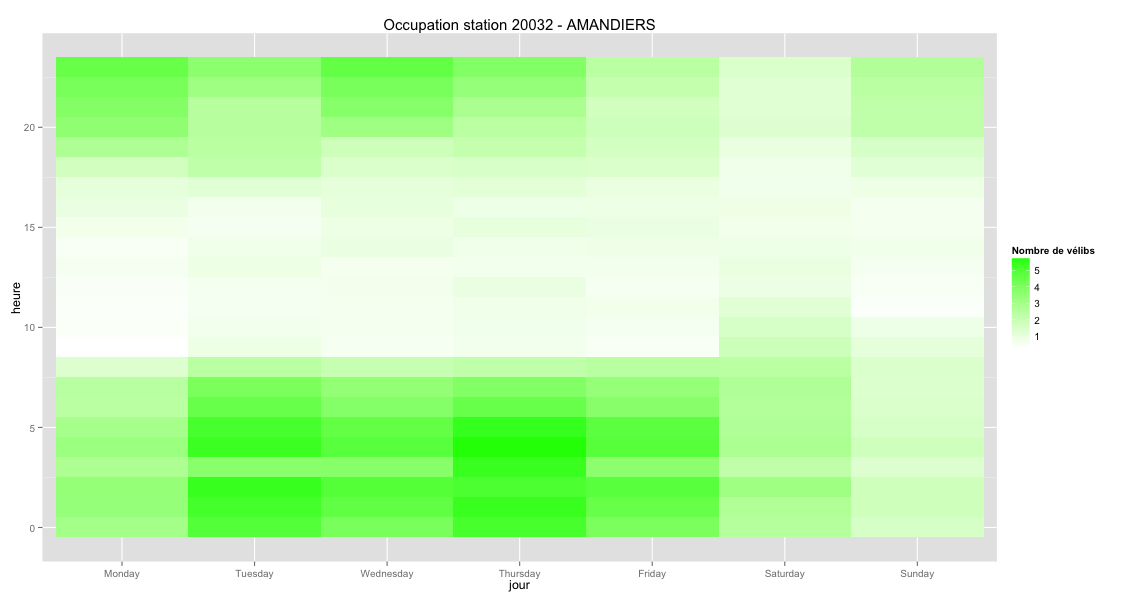 Occupation station 20032 - AMANDIERS
heure
20
15
10
5
0
Monday Tuesday Wednesday Thursday Friday Saturday Sunday
jour
Nombre de vélibs
5
4
3
2
1